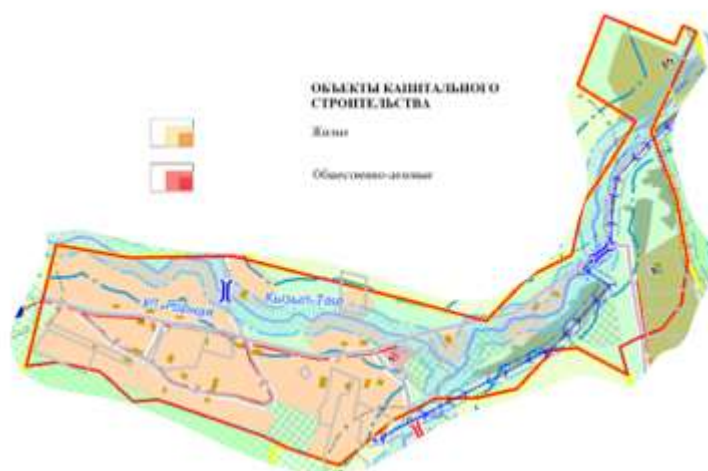 ОБЪЕКТЫ КАПИТАЛЬНОГО
СТРОИТЕЛЬСТВА
Жилые
Общественно-деловые
Кызыл-Таш